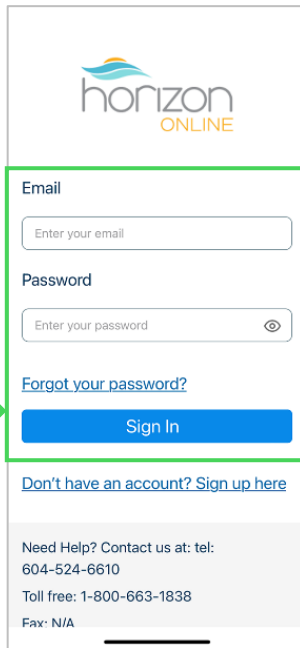 horizon
ONLINE
Email
Enter your email
Password
Enter your password
Forgot your password?
Sign In
Don't have an account? Sign up here
Need Help? Contact us at: tel:
604-524-6610
Toll free: 1-800-663-1838
Fax: N/A